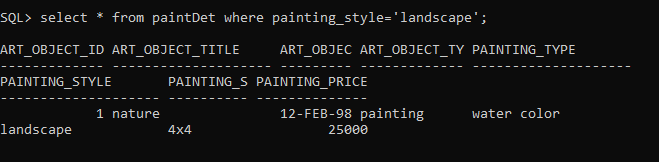 SQL> select * from paintDet where painting_style='landscape';
ART_OBJECT_ID ART_OBJECT_TITLE     ART_OBJEC ART_OBJECT_TY PAINTING_TYPE
------------- -------------------- --------- ------------- --------------------
PAINTING_STYLE       PAINTING_S PAINTING_PRICE
-------------------- ---------- --------------
            1 nature               12-FEB-98 painting      water color
landscape            4x4                 25000